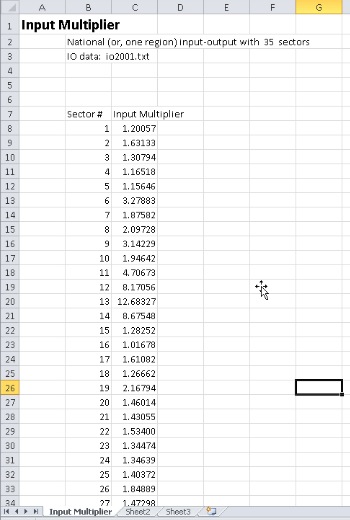 A B C D E F G
1 Input Multiplier
2 National (or, one region) input-output with 35 sectors
3 IO data: io2001.txt
4
5
6
7 Sector # Input Multiplier
8 1 1.20057
9 2 1.63133
10 3 1.30794
11 4 1.16518
12 5 1.15646
13 6 3.27883
14 7 1.87582
15 8 2.09728
16 9 3.14229
17 10 1.94642
18 11 4.70673
19 12 8.17056
20 13 12.68327
21 14 8.67548
22 15 1.28252
23 16 1.01678
24 17 1.61082
25 18 1.26662
26 19 2.16794
27 20 1.46014
28 21 1.43055
29 22 1.53400
30 23 1.34474
31 24 1.34639
32 25 1.40372
33 26 1.84889
34 27 1.47298
Input Multiplier Sheet2 Sheet3